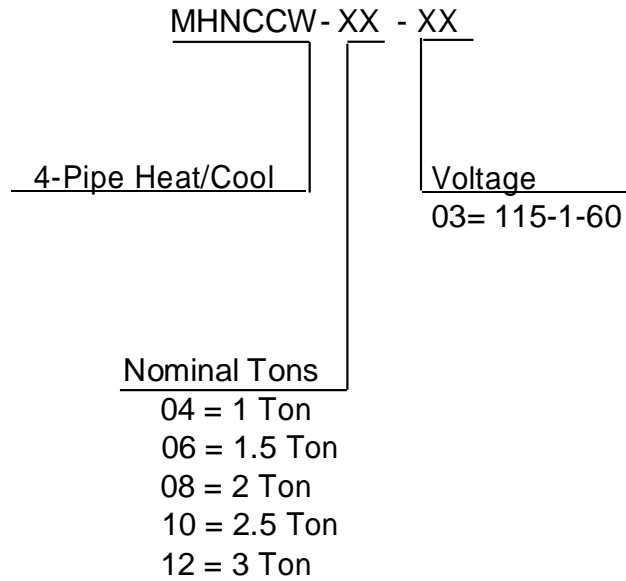 MHNCCW - XX - XX
4-Pipe Heat/Cool
Voltage
03= 115-1-60
Nominal Tons
04 = 1 Ton
06 = 1.5 Ton
08 = 2 Ton
10 = 2.5 Ton
12 = 3 Ton